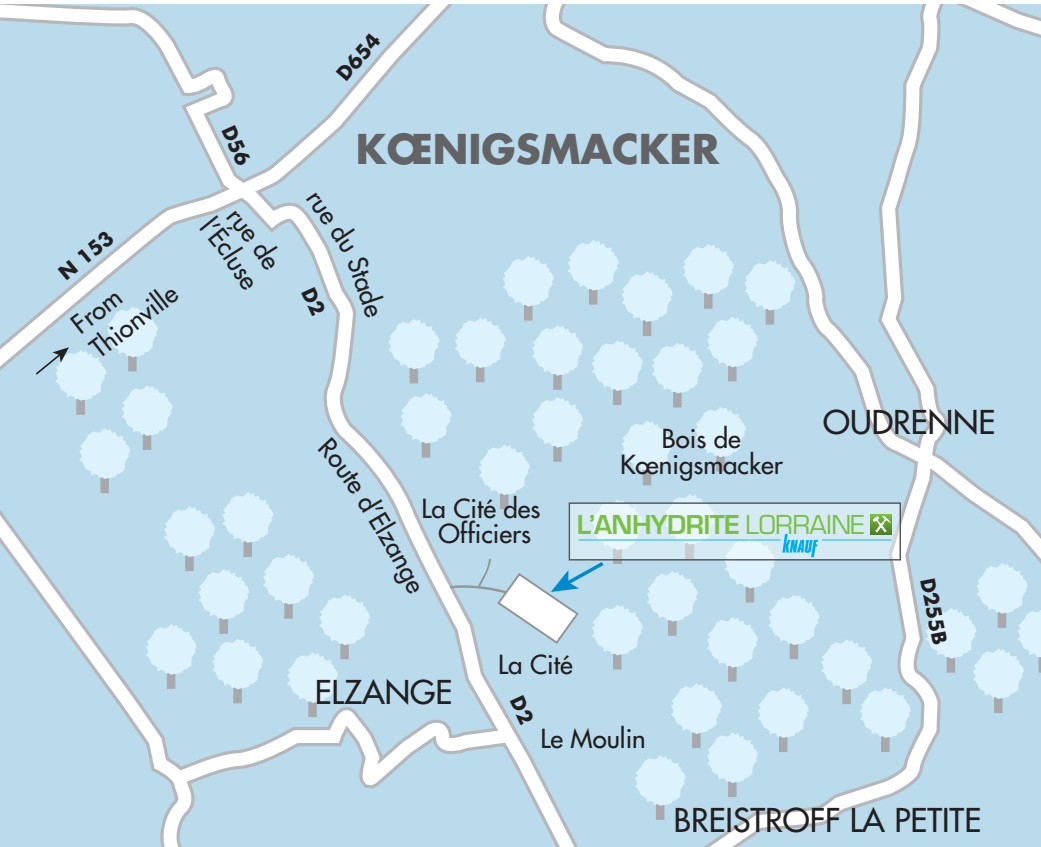 D654
KŒNIGSMACKER
D56
rue du Stade
rue de
l'Écluse
N 153
D2
From
Thionville
OUDRENNE
Bois de
Kœnigsmacker
Route d'Elzange
La Cité des
Officiers
L'ANHYDRITE LORRAINE
KNAUF
D255B
La Cité
ELZANGE
D2
Le Moulin
BREISTROFF LA PETITE